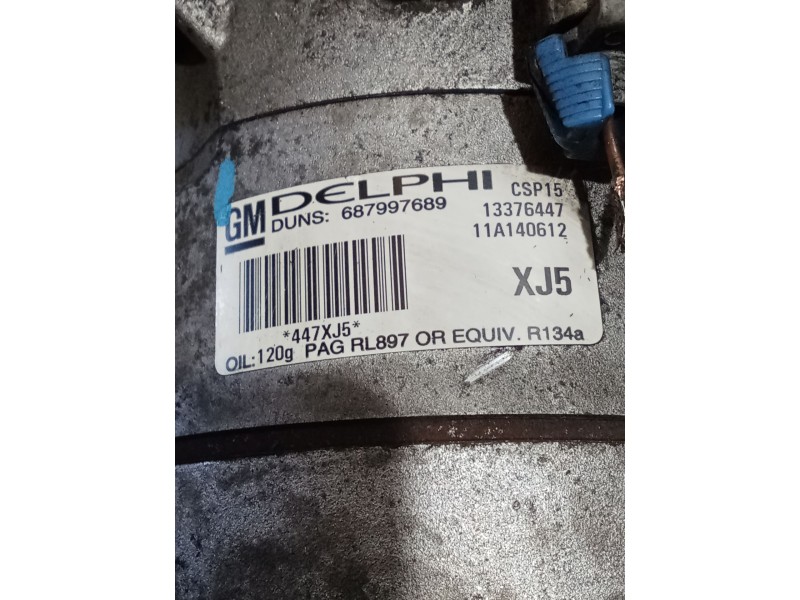 GM DELPHI CSP15
DUNS: 687997689 13376447
11A140612
XJ5
*447XJ5*
OIL: 120g PAG RL897 OR EQUIV. R134a